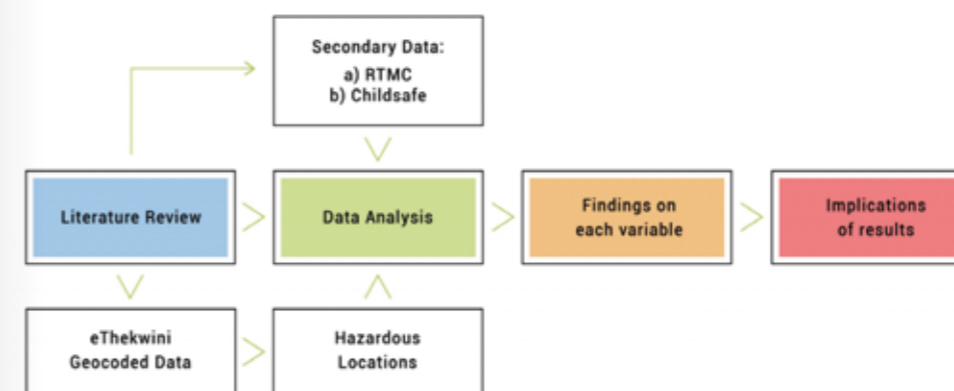 Secondary Data:
a) RTMC
b) Childsafe
Literature Review
Data Analysis
Findings on
each variable
Implications
of results
eThekwini
Geocoded Data
Hazardous
Locations